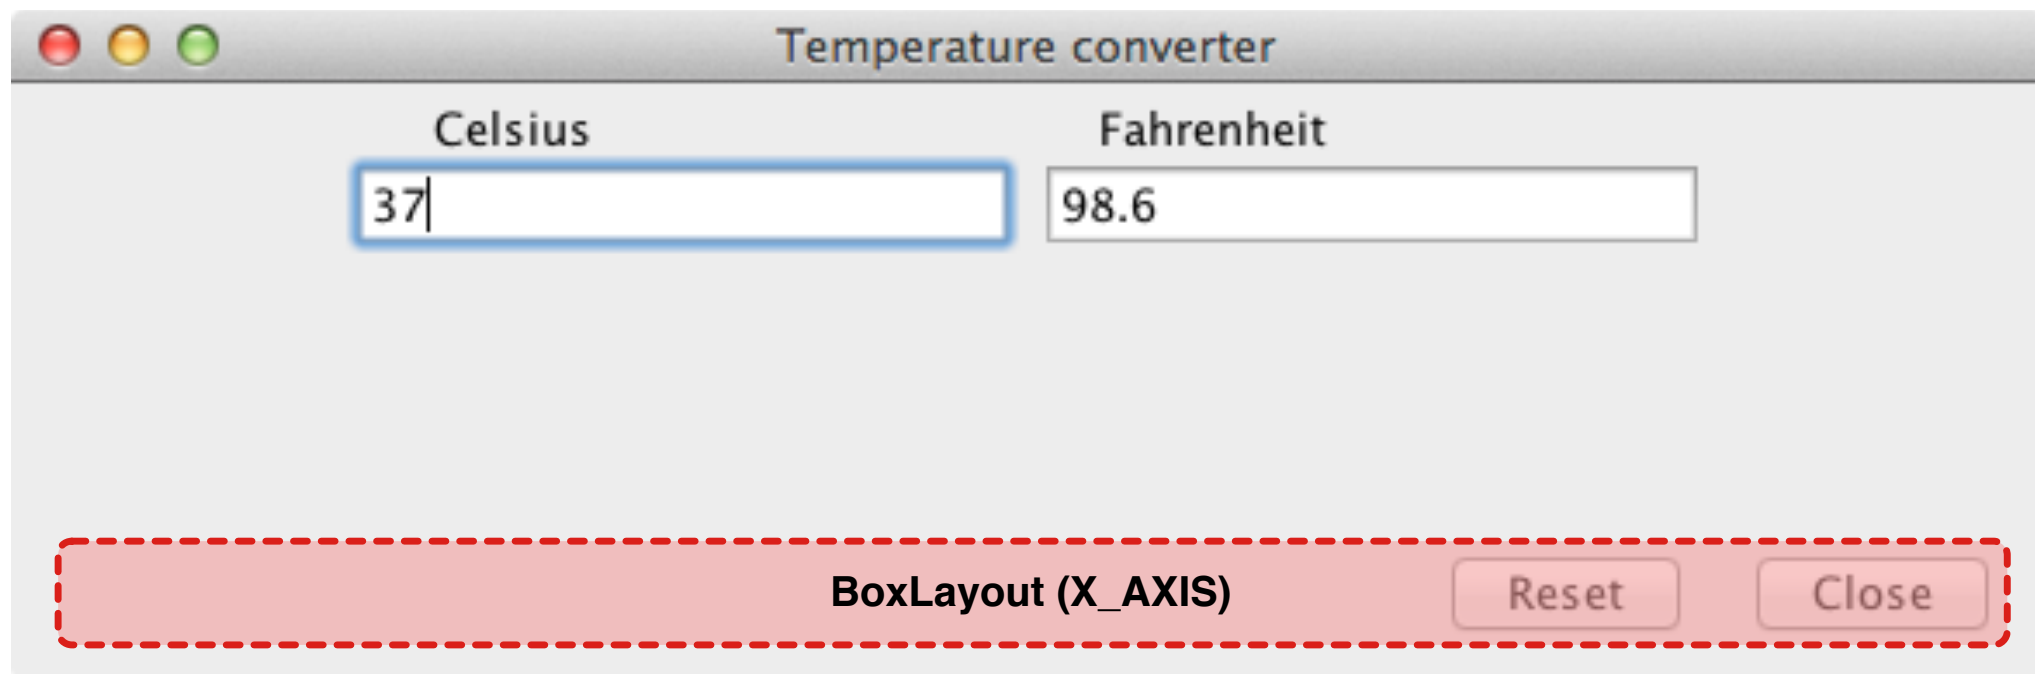 Temperature converter
Celsius Fahrenheit
37 98.6
BoxLayout (X_AXIS) Reset Close